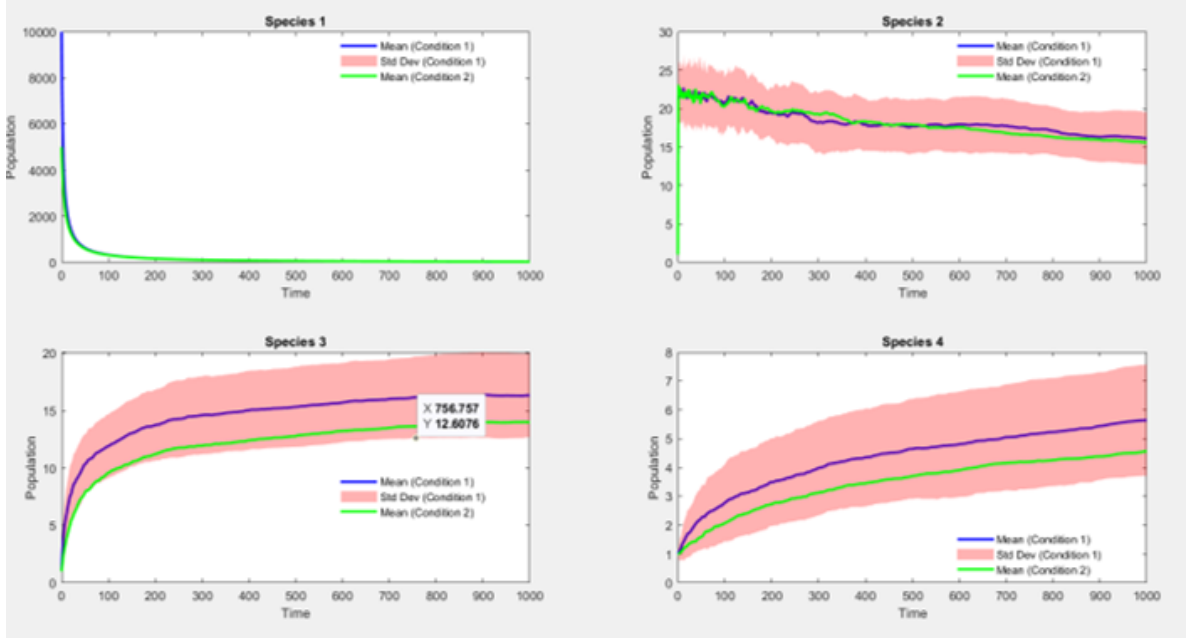 Species 1
10000
8000
6000
4000
2000
0
Population
0 100 200 300 400 500 600 700 800 900 1000
Time
Mean (Condition 1)
Std Dev (Condition 1)
Mean (Condition 2)
Species 2
30
25
20
15
10
5
0
Population
0 100 200 300 400 500 600 700 800 900 1000
Time
Mean (Condition 1)
Std Dev (Condition 1)
Mean (Condition 2)
Species 3
20
15
10
5
0
Population
0 100 200 300 400 500 600 700 800 900 1000
Time
X 756.757
Y 12.6076
Mean (Condition 1)
Std Dev (Condition 1)
Mean (Condition 2)
Species 4
8
7
6
5
4
3
2
1
0
Population
0 100 200 300 400 500 600 700 800 900 1000
Time
Mean (Condition 1)
Std Dev (Condition 1)
Mean (Condition 2)